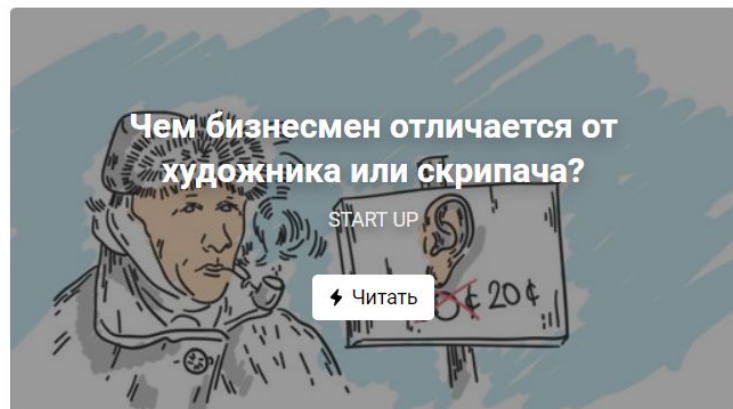 Чем бизнесмен отличается от
художника или скрипача?
START UP
Читать
20¢